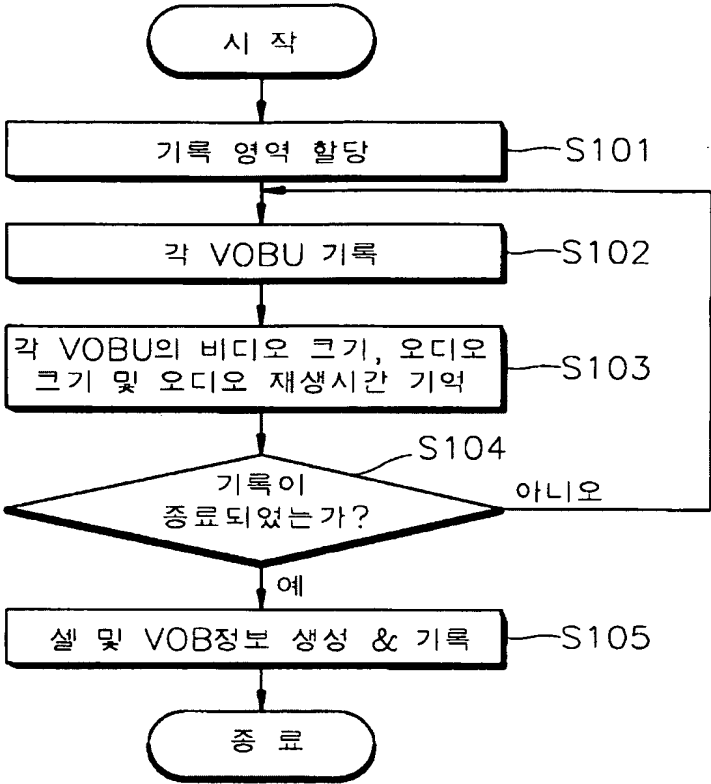 시 작
기록 영역 할당
S101
각 VOBU 기록
S102
각 VOBU의 비디오 크기, 오디오
크기 및 오디오 재생시간 기억
S103
S104
기록이
종료되었는가?
아니오
예
셀 및 VOB정보 생성 & 기록
S105
종 료